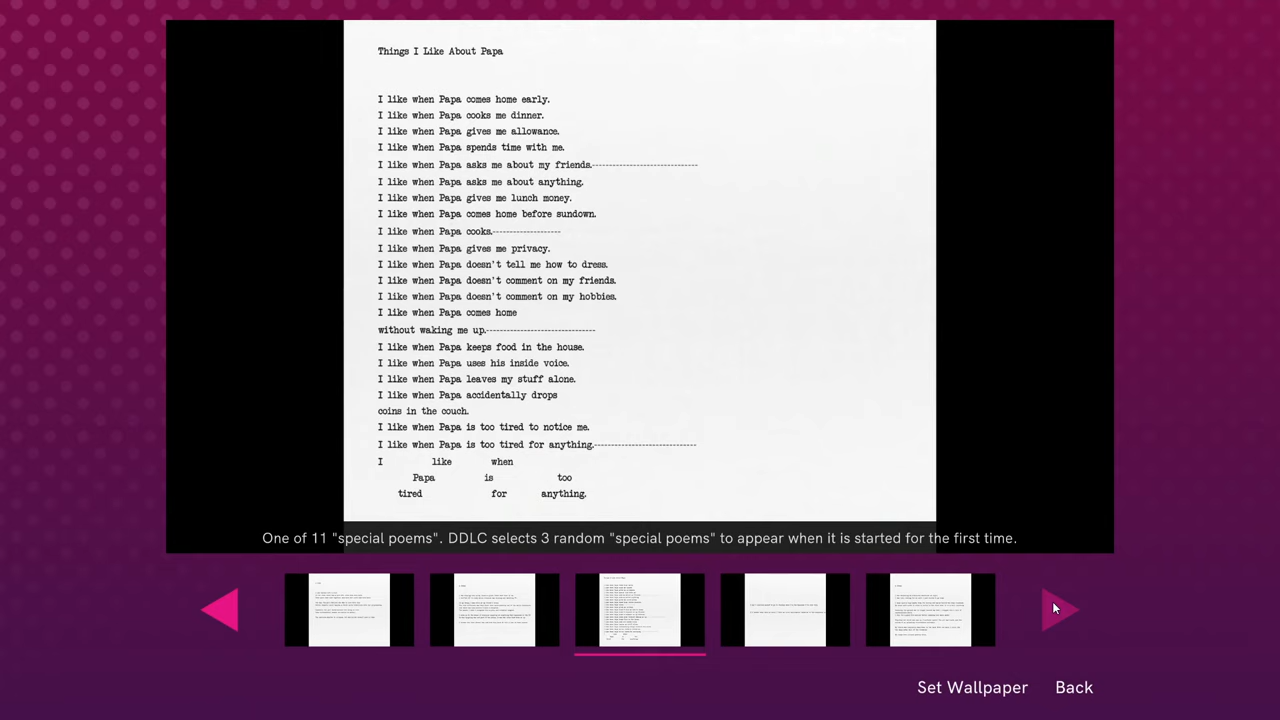 Things I Like About Papa
I like when Papa comes home early.
I like when Papa cooks me dinner.
I like when Papa gives me allowance.
I like when Papa spends time with me.
I like when Papa asks me about my friends.-------------------------------
I like when Papa asks me about anything.
I like when Papa gives me lunch money.
I like when Papa comes home before sundown.
I like when Papa cooks.--------------------
I like when Papa gives me privacy.
I like when Papa doesn't tell me how to dress.
I like when Papa doesn't comment on my friends.
I like when Papa doesn't comment on my hobbies.
I like when Papa comes home
without waking me up.--------------------------------
I like when Papa keeps food in the house.
I like when Papa uses his inside voice.
I like when Papa leaves my stuff alone.
I like when Papa accidentally drops
coins in the couch.
I like when Papa is too tired to notice me.
I like when Papa is too tired for anything.------------------------------
I like when
Papa is too
tired for anything.
One of 11 "special poems". DDLC selects 3 random "special poems" to appear when it is started for the first time.
Set Wallpaper Back